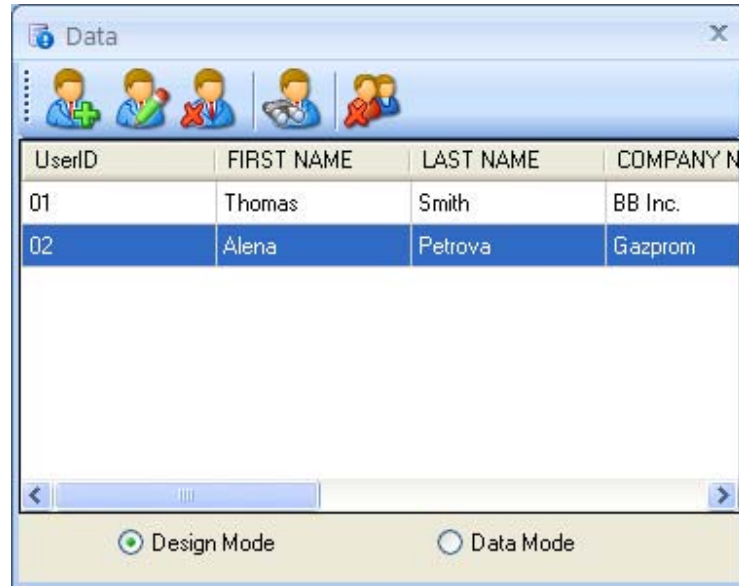 Data
UserID FIRST NAME LAST NAME COMPANY N
01 Thomas Smith BB Inc.
02 Alena Petrova Gazprom
Design Mode Data Mode